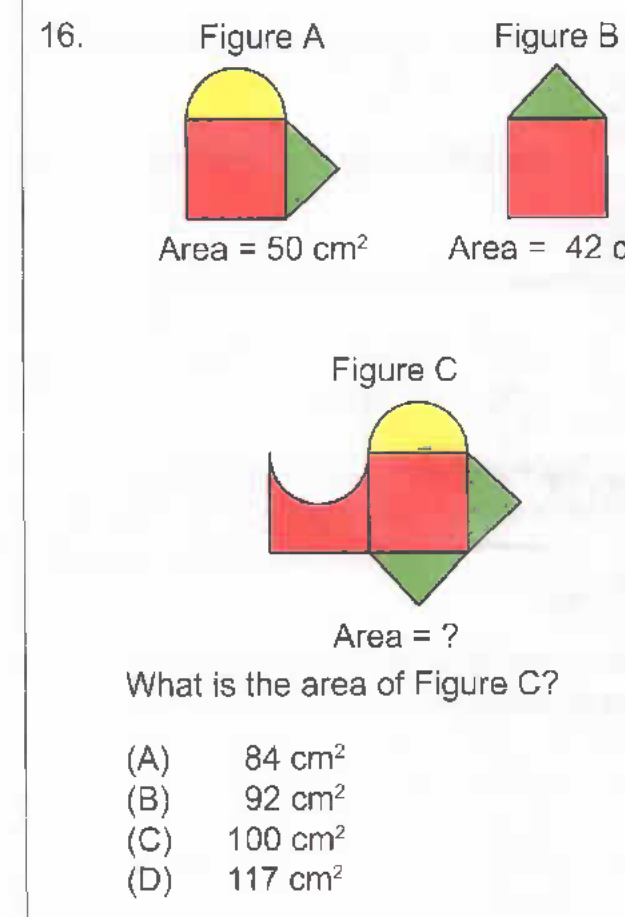 16. Figure A Figure B
Area = 50 cm² Area = 42 c
Figure C
Area = ?
What is the area of Figure C?
(A) 84 cm²
(B) 92 cm²
(C) 100 cm²
(D) 117 cm²